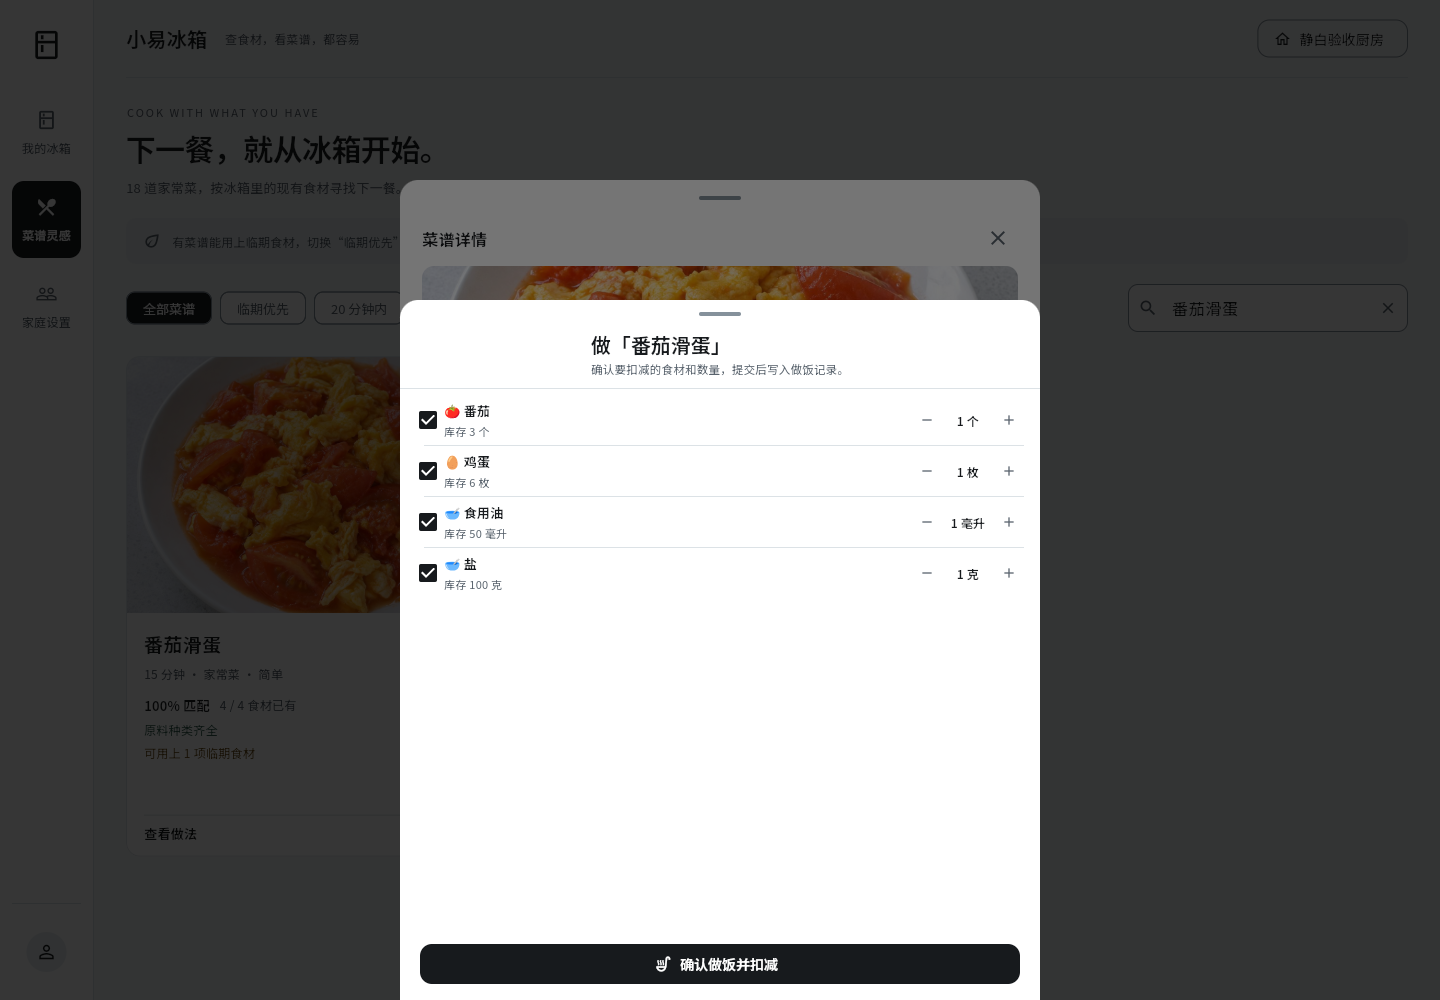 小易冰箱
查食材，看菜谱，都容易
静白验收厨房
我的冰箱
菜谱灵感
家庭设置
COOK WITH WHAT YOU HAVE
下一餐，就从冰箱开始。
18 道家常菜，按冰箱里的现有食材寻找下一餐。
有菜谱能用上临期食材，切换“临期优先”
全部菜谱
临期优先
20 分钟内
番茄滑蛋
番茄滑蛋
15 分钟 · 家常菜 · 简单
100% 匹配 4 / 4 食材已有
原料种类齐全
可用上 1 项临期食材
查看做法
菜谱详情
做「番茄滑蛋」
确认要扣减的食材和数量，提交后写入做饭记录。
番茄
库存 3 个
1 个
鸡蛋
库存 6 枚
1 枚
食用油
库存 50 毫升
1 毫升
盐
库存 100 克
1 克
确认做饭并扣减